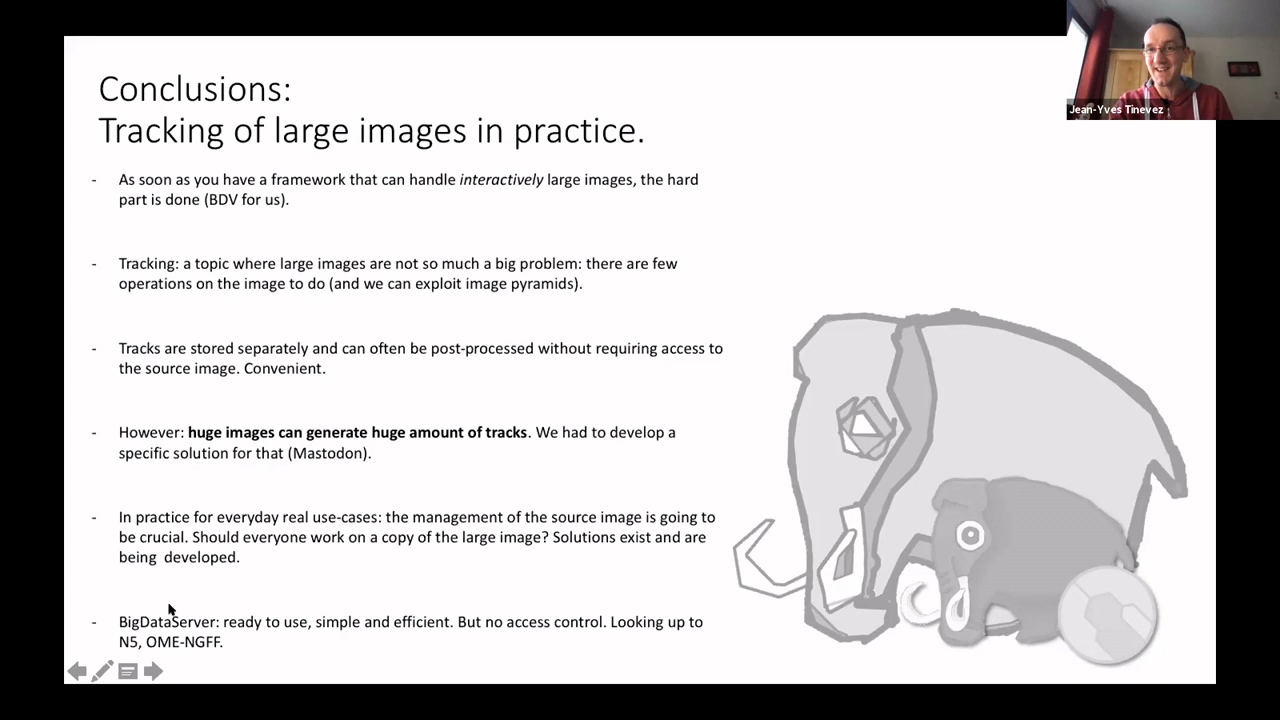 Jean-Yves Tinevez
Conclusions:
Tracking of large images in practice.
- As soon as you have a framework that can handle interactively large images, the hard
part is done (BDV for us).
- Tracking: a topic where large images are not so much a big problem: there are few
operations on the image to do (and we can exploit image pyramids).
- Tracks are stored separately and can often be post-processed without requiring access to
the source image. Convenient.
- However: huge images can generate huge amount of tracks. We had to develop a
specific solution for that (Mastodon).
- In practice for everyday real use-cases: the management of the source image is going to
be crucial. Should everyone work on a copy of the large image? Solutions exist and are
being  developed.
- BigDataServer: ready to use, simple and efficient. But no access control. Looking up to
N5, OME-NGFF.